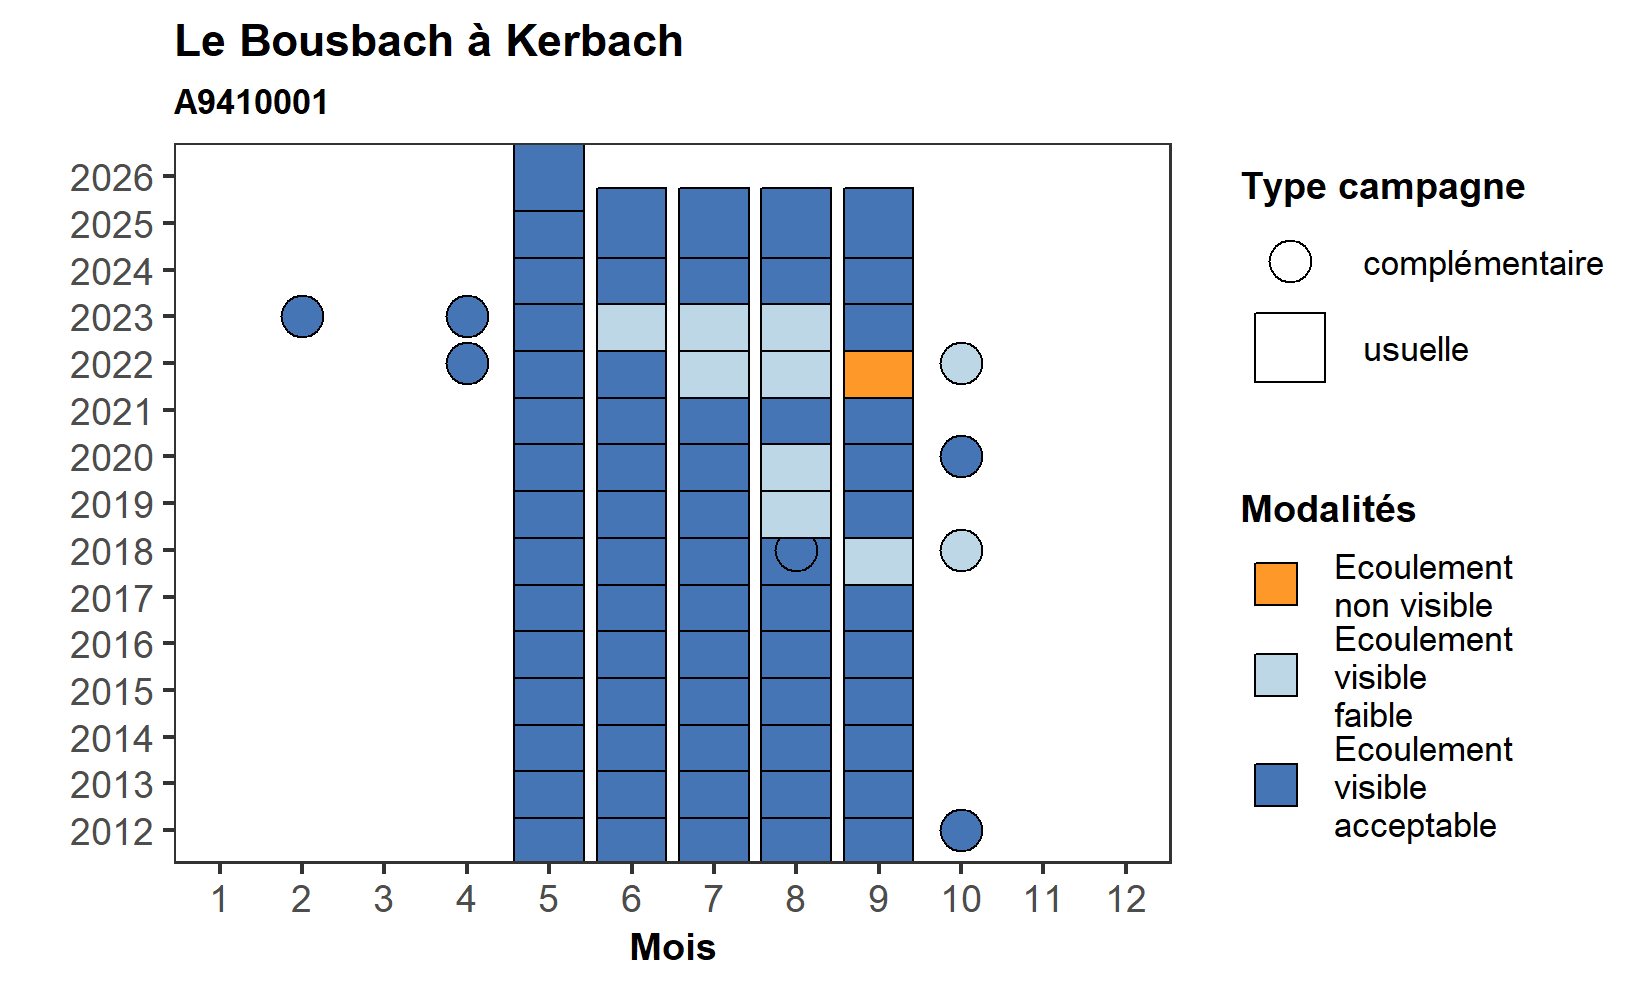 Le Bousbach à Kerbach
A9410001
2026
2025
2024
2023
2022
2021
2020
2019
2018
2017
2016
2015
2014
2013
2012
1 2 3 4 5 6 7 8 9 10 11 12
Mois
Type campagne
complémentaire
usuelle
Modalités
Ecoulement
non visible
Ecoulement
visible
faible
Ecoulement
visible
acceptable